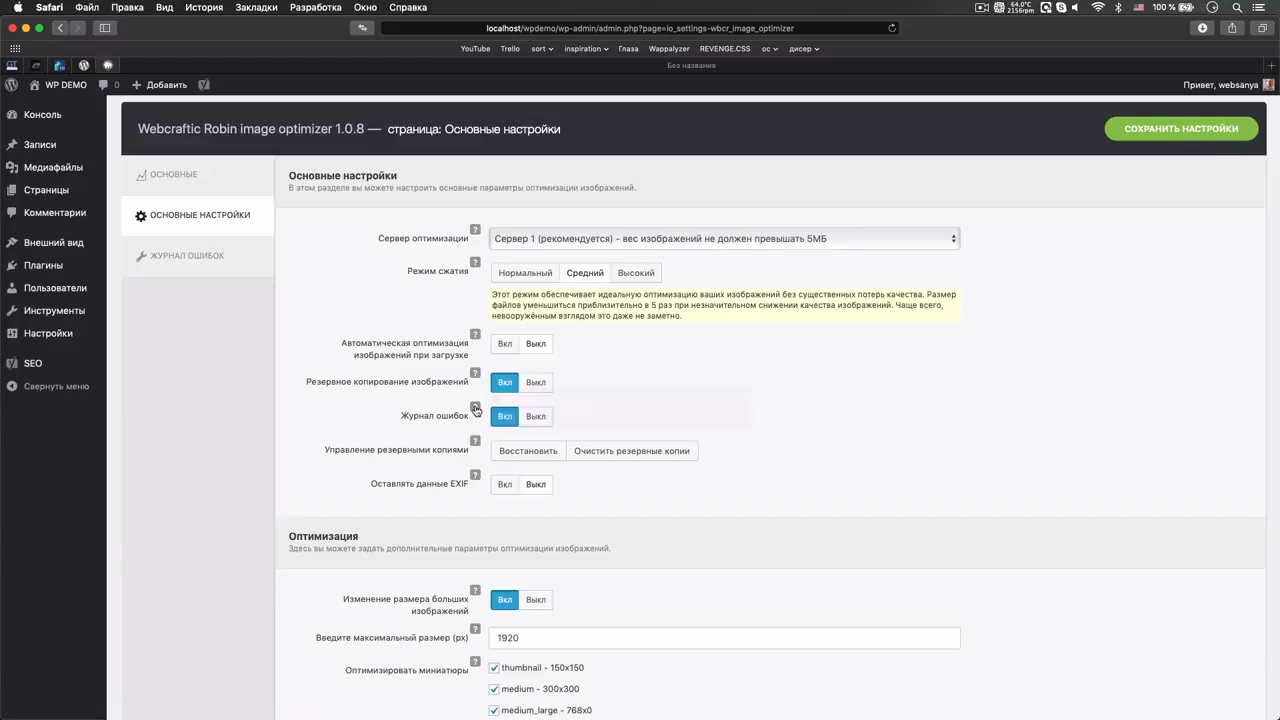 Safari Файл Правка Вид История Закладки Разработка Окно Справка
64.0°C
2156rpm
100 %
localhost/wpdemo/wp-admin/admin.php?page=io_settings-wbcr_image_optimizer
YouTube Trello sort inspiration Глаза Wappalyzer REVENGE.CSS ос дисер
Без названия
WP DEMO 0 Добавить
Привет, websanya
Консоль
Записи
Медиафайлы
Страницы
Комментарии
Внешний вид
Плагины
Пользователи
Инструменты
Настройки
SEO
Свернуть меню
Webcraftic Robin image optimizer 1.0.8 — страница: Основные настройки
СОХРАНИТЬ НАСТРОЙКИ
ОСНОВНЫЕ
ОСНОВНЫЕ НАСТРОЙКИ
ЖУРНАЛ ОШИБОК
Основные настройки
В этом разделе вы можете настроить основные параметры оптимизации изображений.
Сервер оптимизации ? Сервер 1 (рекомендуется) - вес изображений не должен превышать 5МБ
Режим сжатия ? Нормальный Средний Высокий
Этот режим обеспечивает идеальную оптимизацию ваших изображений без существенных потерь качества. Размер
файлов уменьшиться приблизительно в 5 раз при незначительном снижении качества изображений. Чаще всего,
невооружённым взглядом это даже не заметно.
Автоматическая оптимизация
изображений при загрузке ? Вкл Выкл
Резервное копирование изображений ? Вкл Выкл
Журнал ошибок Вкл Выкл
Управление резервными копиями ? Восстановить Очистить резервные копии
Оставлять данные EXIF ? Вкл Выкл
Оптимизация
Здесь вы можете задать дополнительные параметры оптимизации изображений.
Изменение размера больших
изображений ? Вкл Выкл
Введите максимальный размер (px) ? 1920
Оптимизировать миниатюры ? thumbnail - 150x150
medium - 300x300
medium_large - 768x0